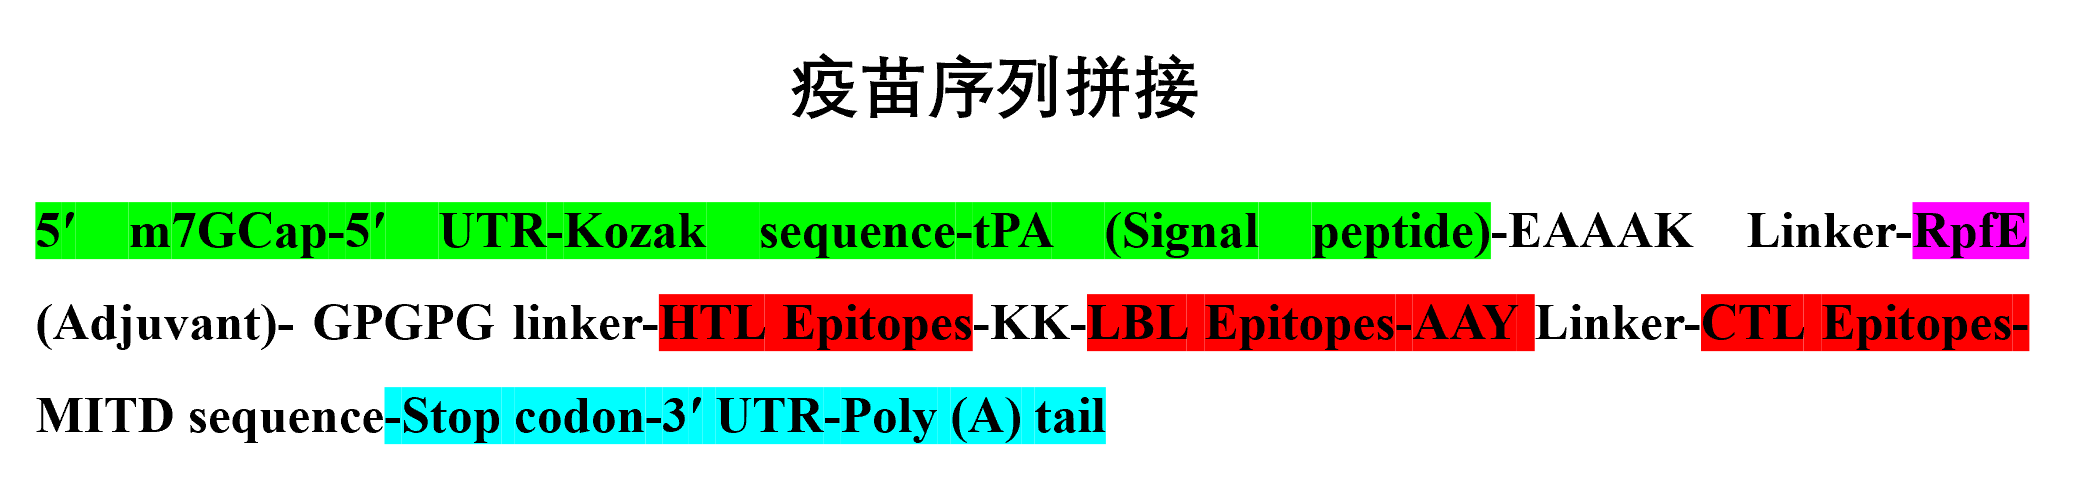 疫苗序列拼接
5′ m7GCap-5′ UTR-Kozak sequence-tPA (Signal peptide)-EAAAK Linker-RpfE
(Adjuvant)- GPGPG linker-HTL Epitopes-KK-LBL Epitopes-AAY Linker-CTL Epitopes-
MITD sequence-Stop codon-3′ UTR-Poly (A) tail